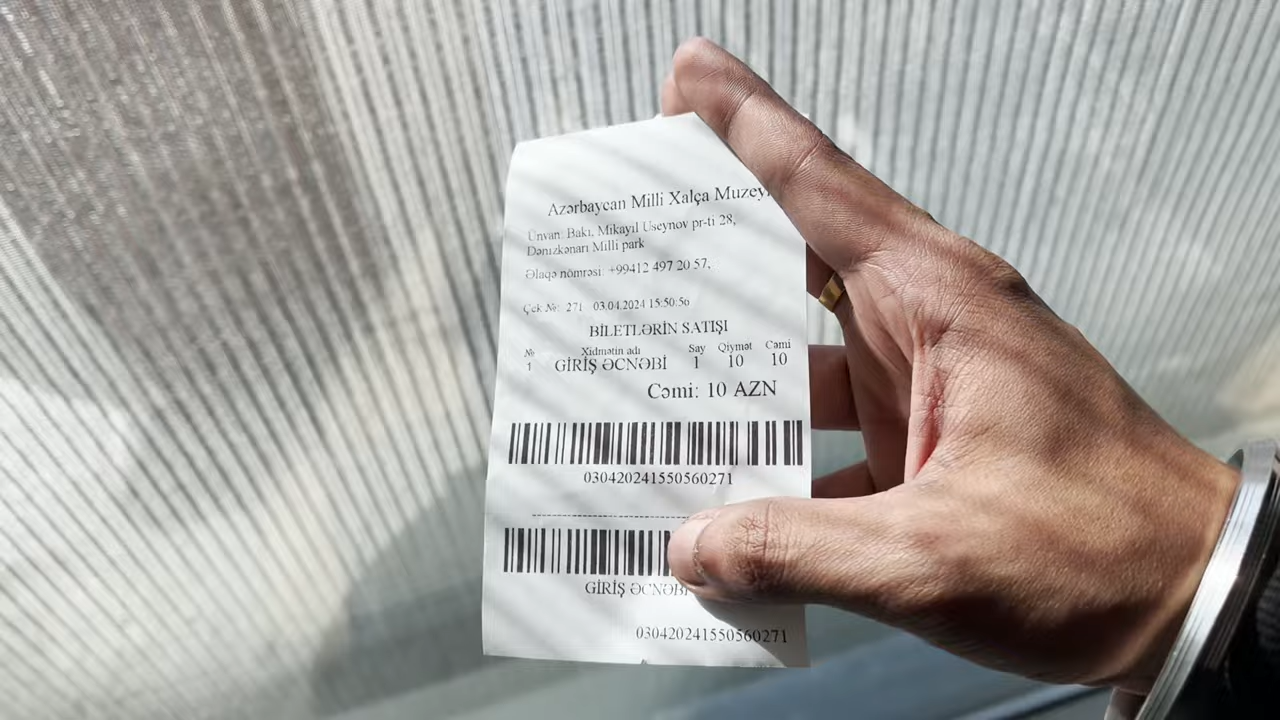 Azərbaycan Milli Xalça Muzeyi
Ünvan: Bakı, Mikayıl Useynov pr-ti 28,
Dənizkənarı Milli park
Əlaqə nömrəsi: +99412 497 20 57,
Çek №: 271 03.04.2024 15:50:56
BİLETLƏRİN SATIŞI
№ Xidmətin adı Say Qiymət Cəmi
1 GİRİŞ ƏCNƏBİ 1 10 10
Cəmi: 10 AZN
030420241550560271
GİRİŞ ƏCNƏBİ
030420241550560271